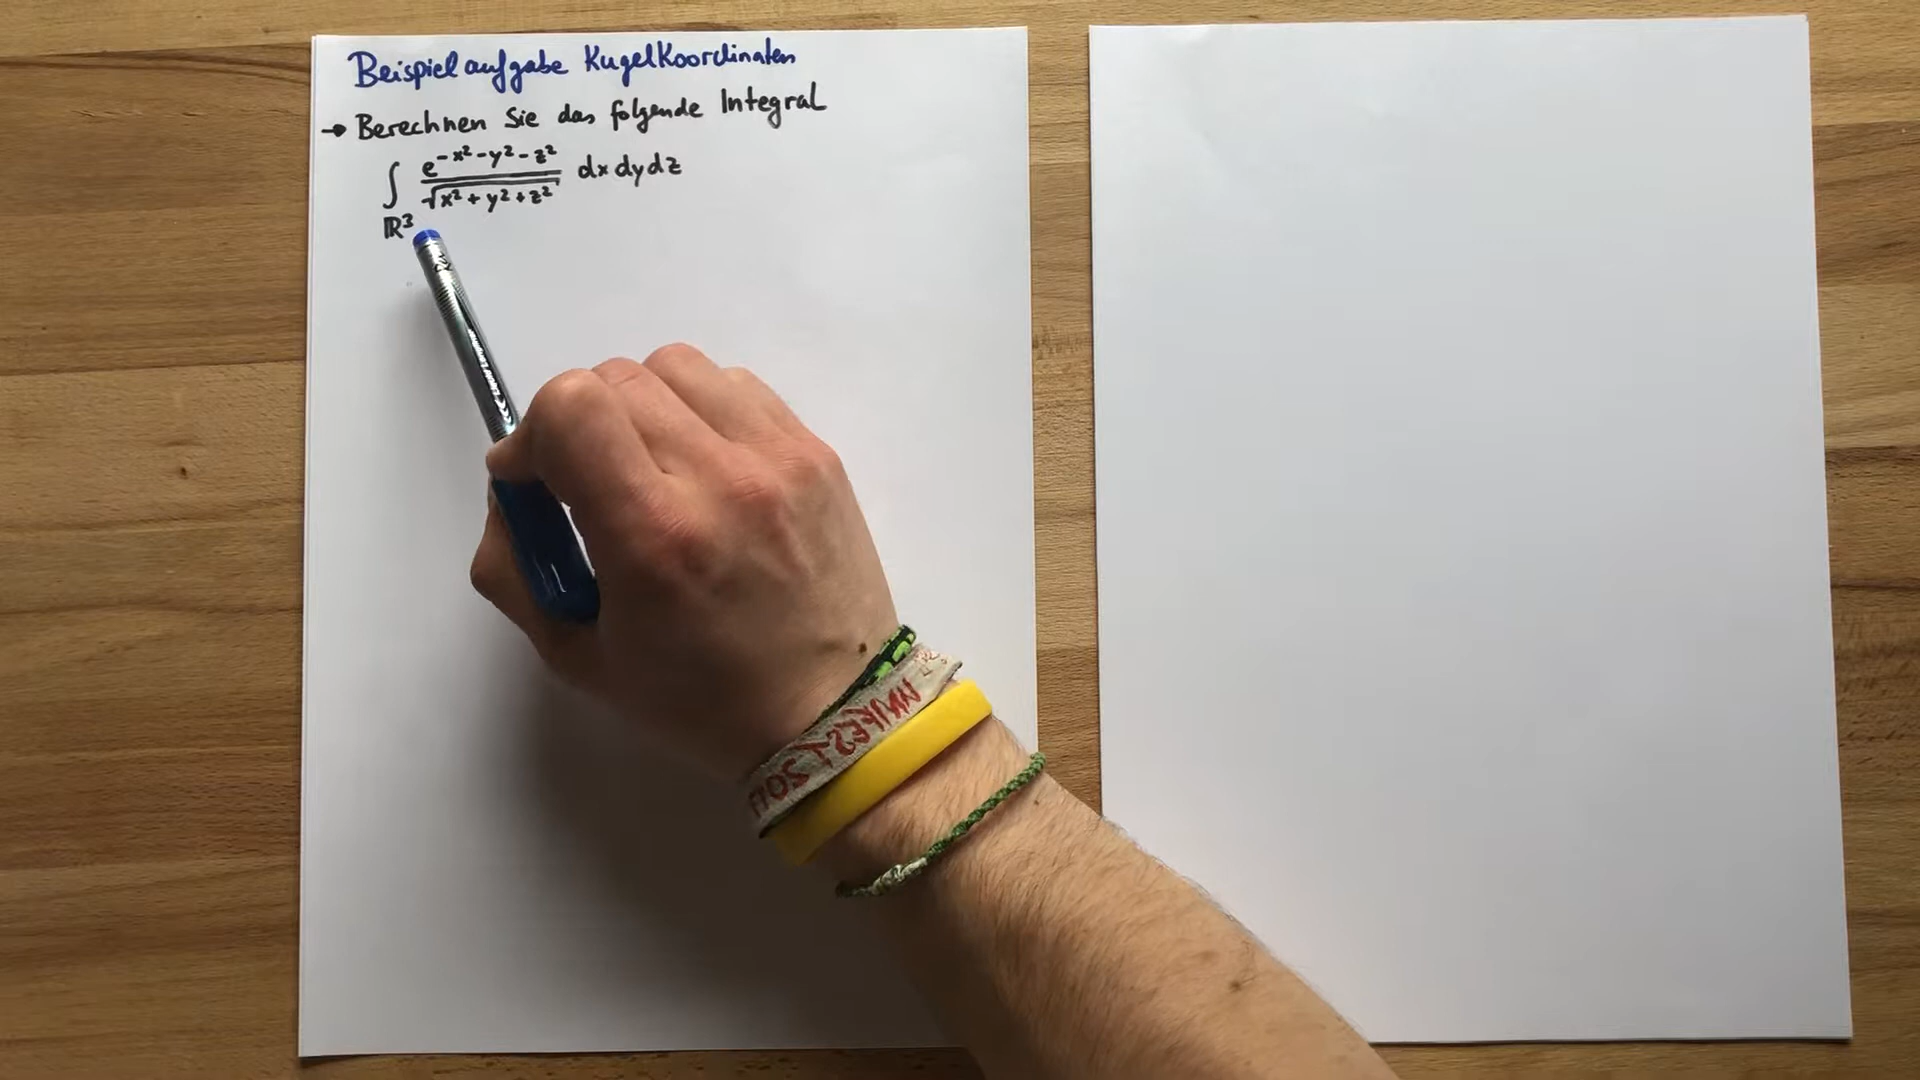 Beispielaufgabe Kugelkoordinaten
→ Berechnen Sie das folgende Integral
∫ e^{-x²-y²-z²} / √(x²+y²+z²) dx dy dz
ℝ³